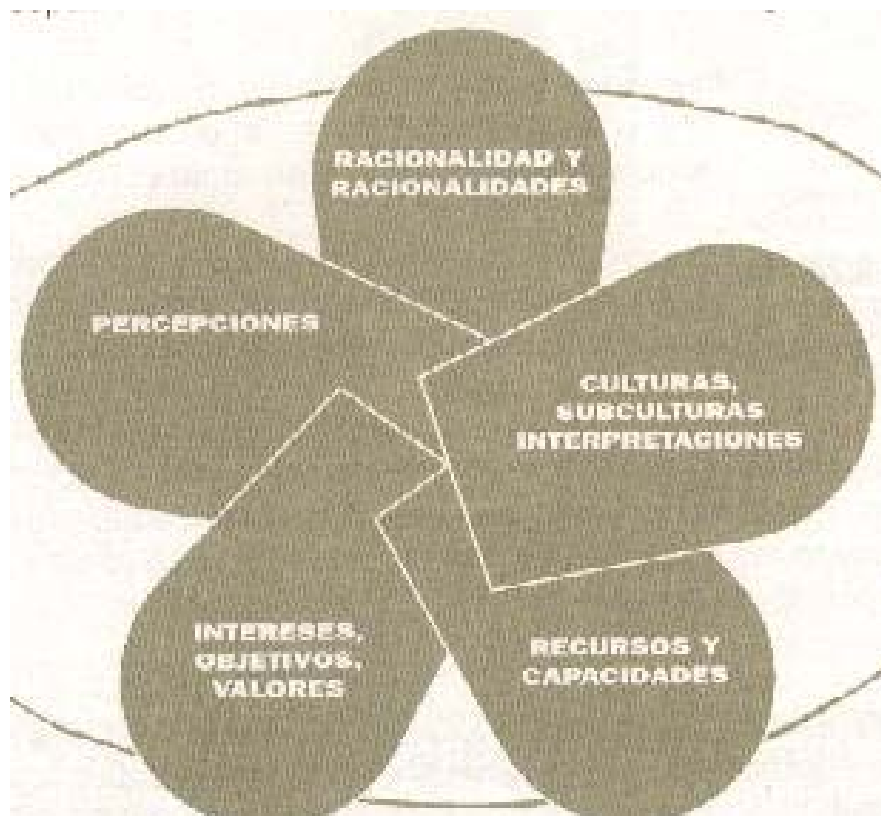 RACIONALIDAD Y
RACIONALIDADES
PERCEPCIONES
CULTURAS,
SUBCULTURAS
INTERPRETACIONES
INTERESES,
OBJETIVOS,
VALORES
RECURSOS Y
CAPACIDADES